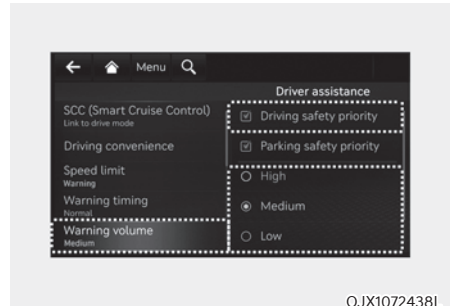 Menu
Driver assistance
SCC (Smart Cruise Control)
Link to drive mode
Driving convenience
Speed limit
Warning
Warning timing
Normal
Warning volume
Medium
Driving safety priority
Parking safety priority
High
Medium
Low
OJX1072438L